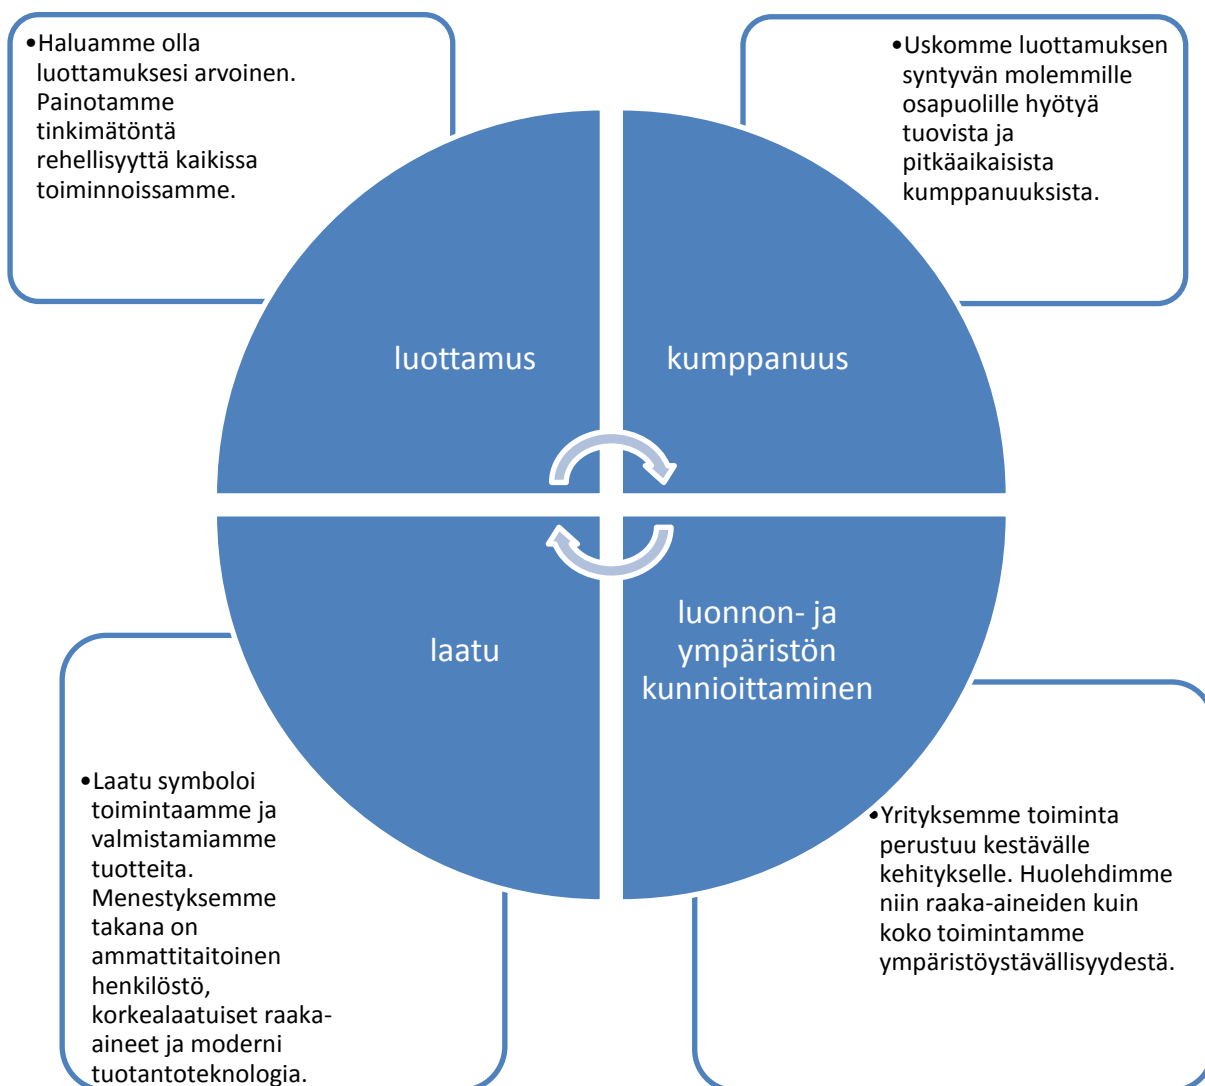 •Haluamme olla
luottamuksesi arvoinen.
Painotamme
tinkimätöntä
rehellisyyttä kaikissa
toiminnoissamme.
•Uskomme luottamuksen
syntyvän molemmille
osapuolille hyötyä
tuovista ja
pitkäaikaisista
kumppanuuksista.
luottamus
kumppanuus
laatu
luonnon- ja
ympäristön
kunnioittaminen
•Laatu symboloi
toimintaamme ja
valmistamiamme
tuotteita.
Menestyksemme
takana on
ammattitaitoinen
henkilöstö,
korkealaatuiset raaka-
aineet ja moderni
tuotantoteknologia.
•Yrityksemme toiminta
perustuu kestävälle
kehitykselle. Huolehdimme
niin raaka-aineiden kuin
koko toimintamme
ympäristöystävällisyydestä.